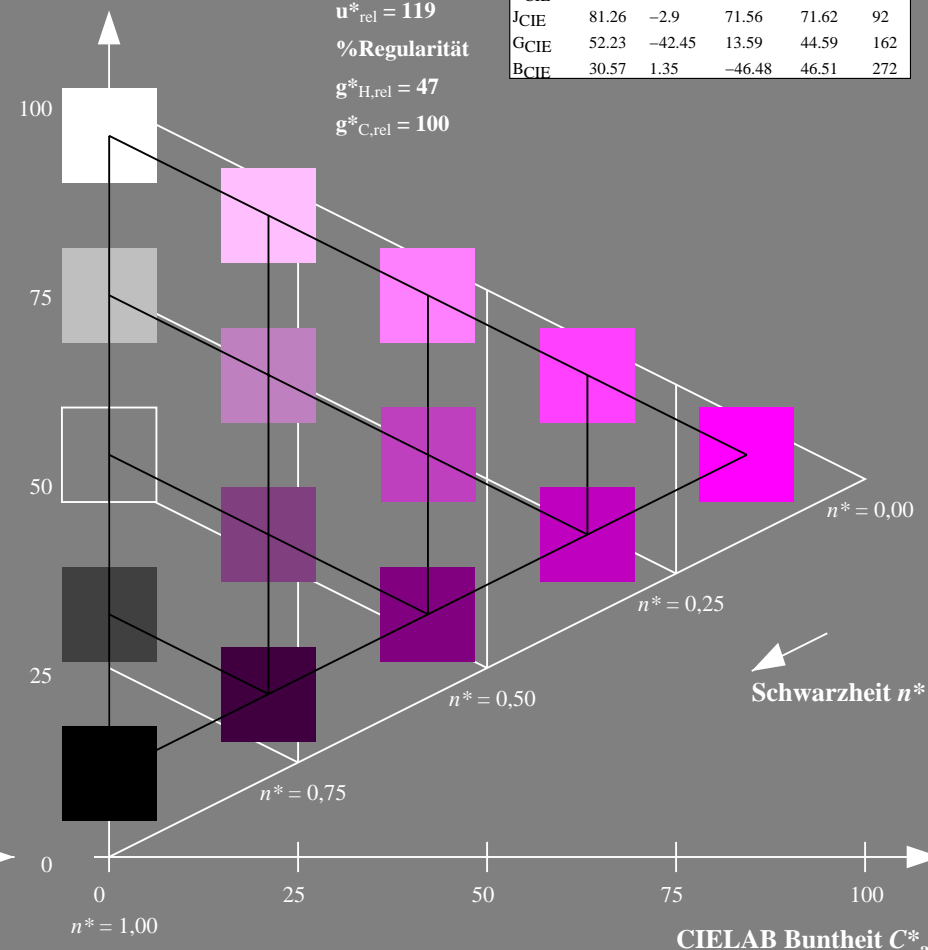 u*rel = 119
%Regularität
g*H,rel = 47
g*C,rel = 100
JCIE 81.26 −2.9 71.56 71.62 92
GCIE 52.23 −42.45 13.59 44.59 162
BCIE 30.57 1.35 −46.48 46.51 272
100
75
50
25
0
n* = 0,00
n* = 0,25
Schwarzheit n*
n* = 0,50
n* = 0,75
0 25 50 75 100
n* = 1,00
CIELAB Buntheit C*a